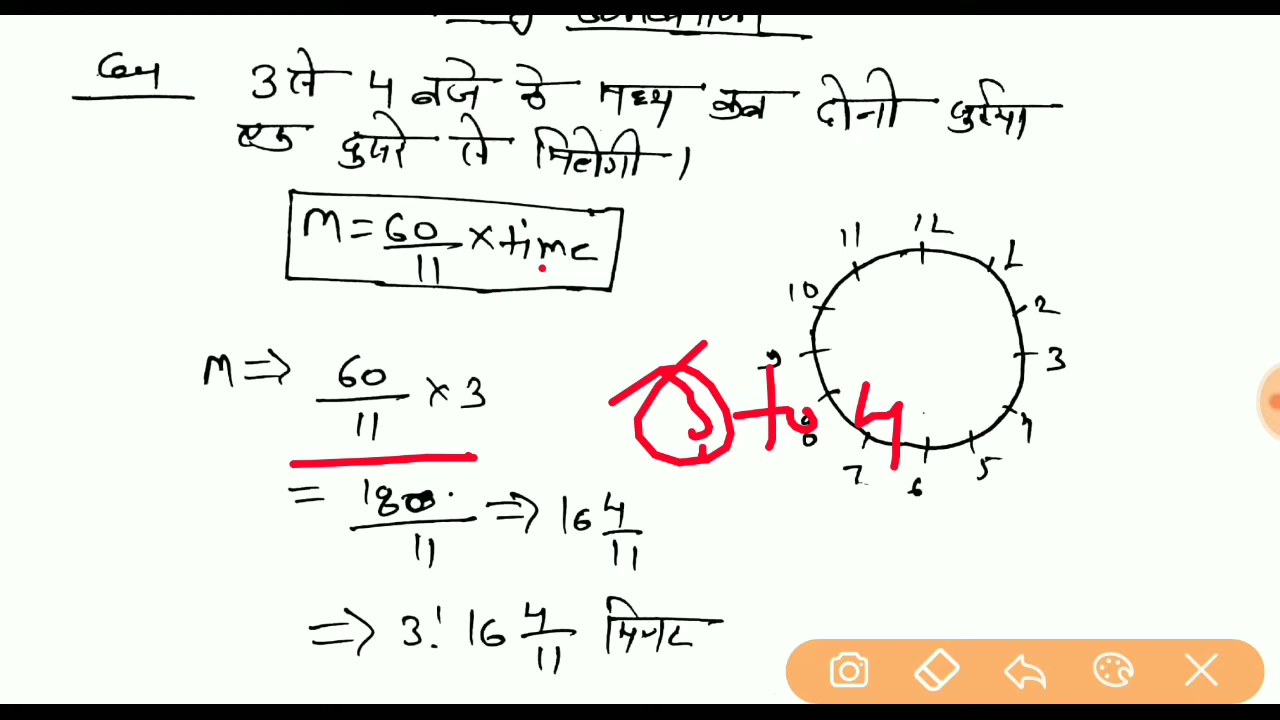 3 से 4 बजे के मध्य कब दोनो सुईया
एक दुसरे से मिलेगी।
M = 60/11 × time
M ⇒ 60/11 × 3
= 180/11 ⇒ 16 4/11
⇒ 3: 16 4/11 मिनट
3 to 4
12
1
2
3
4
5
6
7
8
9
10
11